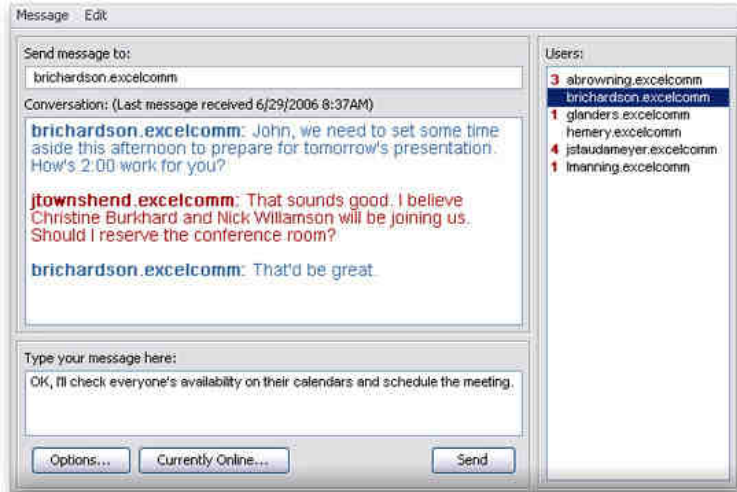 Message Edit
Send message to:
brichardson.excelcomm
Conversation: (Last message received 6/29/2006 8:37AM)
brichardson.excelcomm: John, we need to set some time
aside this afternoon to prepare for tomorrow's presentation.
How's 2:00 work for you?
jtownshend.excelcomm: That sounds good. I believe
Christine Burkhard and Nick Willamson will be joining us.
Should I reserve the conference room?
brichardson.excelcomm: That'd be great.
Type your message here:
OK, I'll check everyone's availability on their calendars and schedule the meeting.
Options... Currently Online... Send
Users:
3 abrowning.excelcomm
brichardson.excelcomm
1 glanders.excelcomm
hemery.excelcomm
4 jstaudameyer.excelcomm
1 lmanning.excelcomm